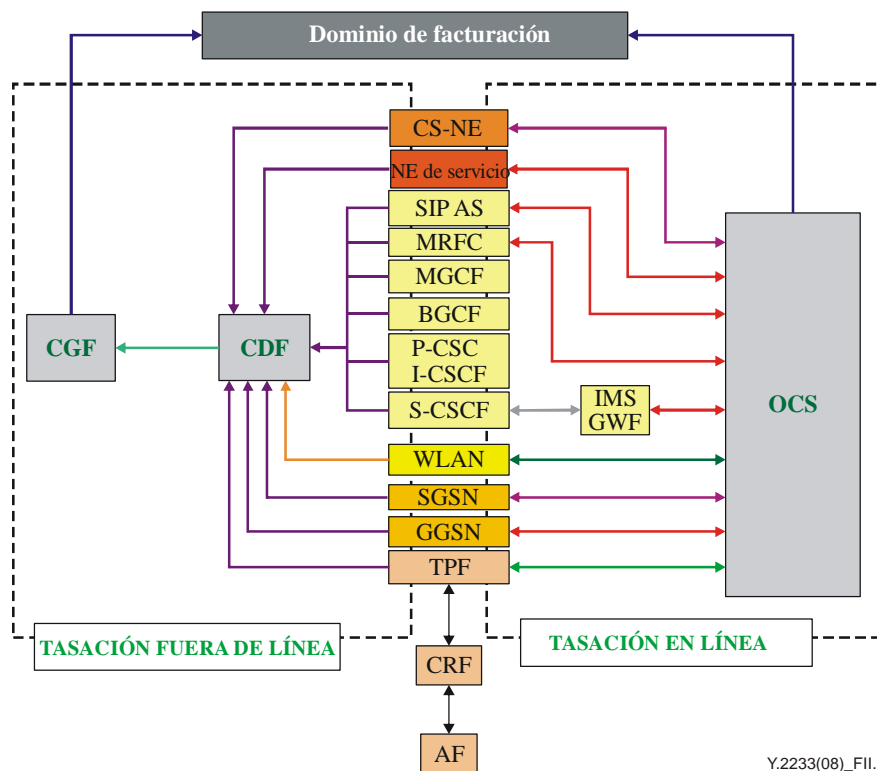 Dominio de facturación
CS-NE
NE de servicio
SIP AS
MRFC
MGCF
BGCF
P-CSC
I-CSCF
S-CSCF
IMS
GWF
WLAN
SGSN
GGSN
TPF
CGF
CDF
OCS
TASACIÓN FUERA DE LÍNEA
TASACIÓN EN LÍNEA
CRF
AF
Y.2233(08)_FII.